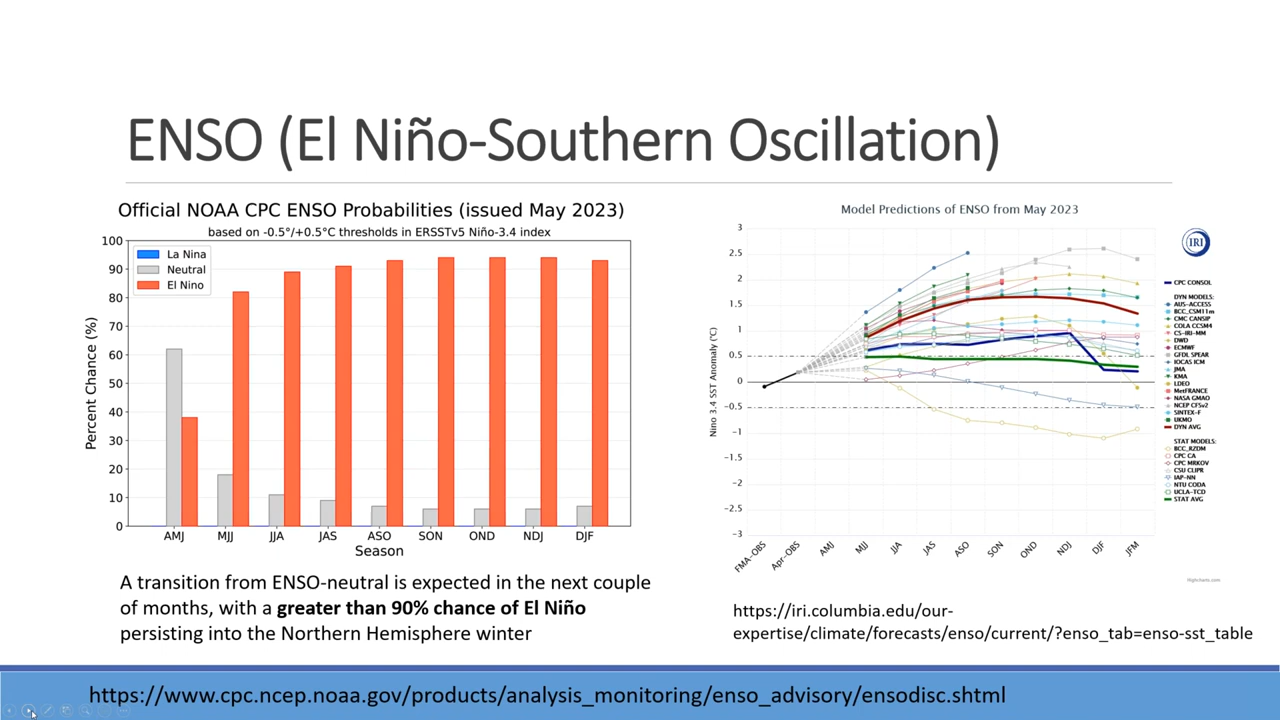 ENSO (El Niño-Southern Oscillation)
Official NOAA CPC ENSO Probabilities (issued May 2023)
based on -0.5°/+0.5°C thresholds in ERSSTv5 Niño-3.4 index
La Nina
Neutral
El Nino
Percent Chance (%)
100
90
80
70
60
50
40
30
20
10
0
AMJ MJJ JJA JAS ASO SON OND NDJ DJF
Season
A transition from ENSO-neutral is expected in the next couple
of months, with a greater than 90% chance of El Niño
persisting into the Northern Hemisphere winter
Model Predictions of ENSO from May 2023
IRI
Nino 3.4 SST Anomaly (°C)
3
2.5
2
1.5
1
0.5
0
-0.5
-1
-1.5
-2
-2.5
-3
FMA-OBS Apr-OBS AMJ MJJ JJA JAS ASO SON OND NDJ DJF JFM
CPC CONSOL
DYN MODELS:
AUS-ACCESS
BCC_CSM11m
CMC CANSIP
COLA CCSM4
CS-IRI-MM
DWD
ECMWF
GFDL SPEAR
IOCAS ICM
JMA
KMA
LDEO
MetFRANCE
NASA GMAO
NCEP CFSv2
SINTEX-F
UKMO
DYN AVG
STAT MODELS:
BCC_RZDM
CPC CA
CPC MRKOV
CSU CLIPR
IAP-NN
NTU CODA
UCLA-TCD
STAT AVG
Highcharts.com
https://iri.columbia.edu/our-
expertise/climate/forecasts/enso/current/?enso_tab=enso-sst_table
https://www.cpc.ncep.noaa.gov/products/analysis_monitoring/enso_advisory/ensodisc.shtml